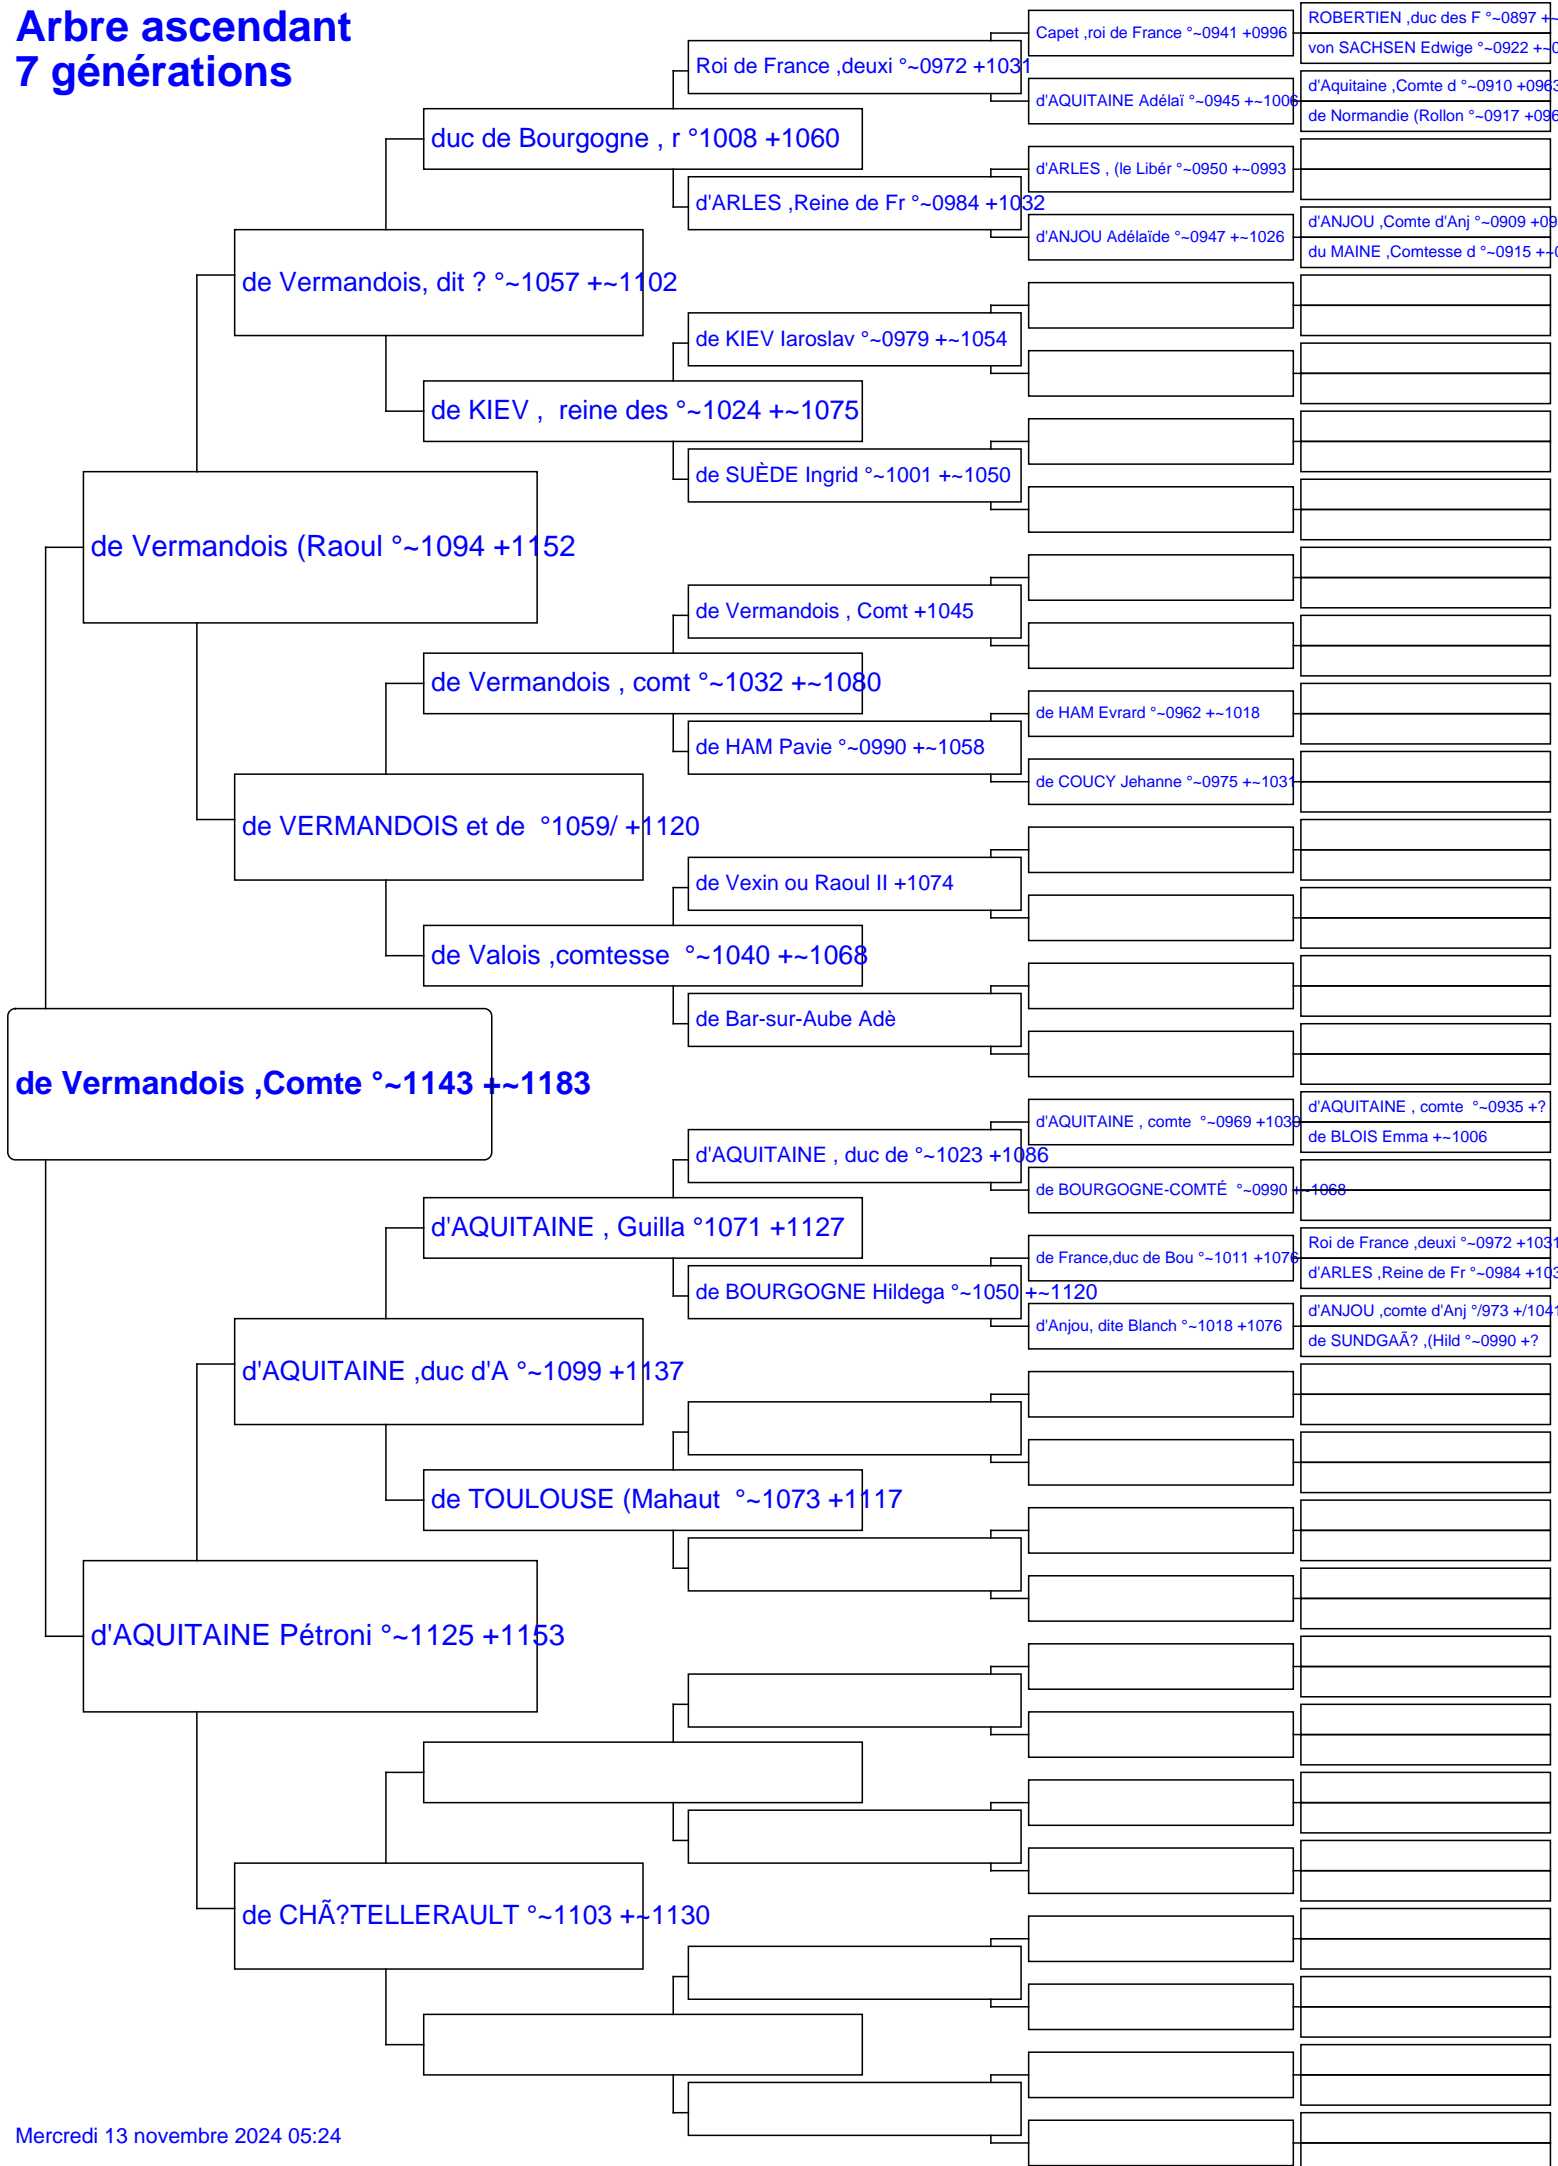 Arbre ascendant
7 générations
Capet ,roi de France °~0941 +0996
ROBERTIEN ,duc des F °~0897 +~
von SACHSEN Edwige °~0922 +~0
Roi de France ,deuxi °~0972 +1031
d'AQUITAINE Adélaï °~0945 +~1006
d'Aquitaine ,Comte d °~0910 +0963
de Normandie (Rollon °~0917 +096
duc de Bourgogne , r °1008 +1060
d'ARLES , (le Libér °~0950 +~0993
d'ARLES ,Reine de Fr °~0984 +1032
d'ANJOU Adélaïde °~0947 +~1026
d'ANJOU ,Comte d'Anj °~0909 +09
du MAINE ,Comtesse d °~0915 +~0
de Vermandois, dit ? °~1057 +~1102
de KIEV Iaroslav °~0979 +~1054
de KIEV ,  reine des °~1024 +~1075
de SUÈDE Ingrid °~1001 +~1050
de Vermandois (Raoul °~1094 +1152
de Vermandois , Comt +1045
de Vermandois , comt °~1032 +~1080
de HAM Evrard °~0962 +~1018
de HAM Pavie °~0990 +~1058
de COUCY Jehanne °~0975 +~1031
de VERMANDOIS et de  °1059/ +1120
de Vexin ou Raoul II +1074
de Valois ,comtesse  °~1040 +~1068
de Bar-sur-Aube Adè
de Vermandois ,Comte °~1143 +~1183
d'AQUITAINE , comte  °~0969 +1030
d'AQUITAINE , comte  °~0935 +?
de BLOIS Emma +~1006
d'AQUITAINE , duc de °~1023 +1086
de BOURGOGNE-COMTÉ  °~0990 +~1068
d'AQUITAINE , Guilla °1071 +1127
de France,duc de Bou °~1011 +1076
Roi de France ,deuxi °~0972 +1031
d'ARLES ,Reine de Fr °~0984 +103
de BOURGOGNE Hildega °~1050 +~1120
d'Anjou, dite Blanch °~1018 +1076
d'ANJOU ,comte d'Anj °/973 +/1041
de SUNDGAÃ? ,(Hild °~0990 +?
d'AQUITAINE ,duc d'A °~1099 +1137
de TOULOUSE (Mahaut  °~1073 +1117
d'AQUITAINE Pétroni °~1125 +1153
de CHÃ?TELLERAULT °~1103 +~1130
Mercredi 13 novembre 2024 05:24